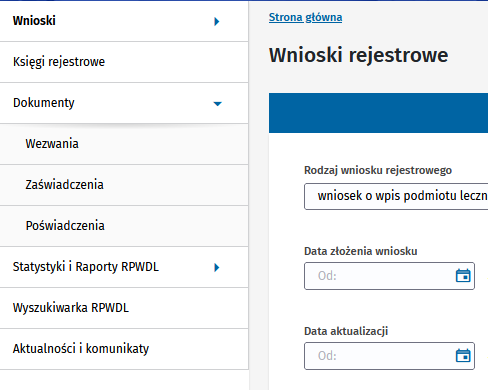 Wnioski
Księgi rejestrowe
Dokumenty
Wezwania
Zaświadczenia
Poświadczenia
Statystyki i Raporty RPWDL
Wyszukiwarka RPWDL
Aktualności i komunikaty
Strona główna
Wnioski rejestrowe
Rodzaj wniosku rejestrowego
wniosek o wpis podmiotu leczn
Data złożenia wniosku
Od:
Data aktualizacji
Od: